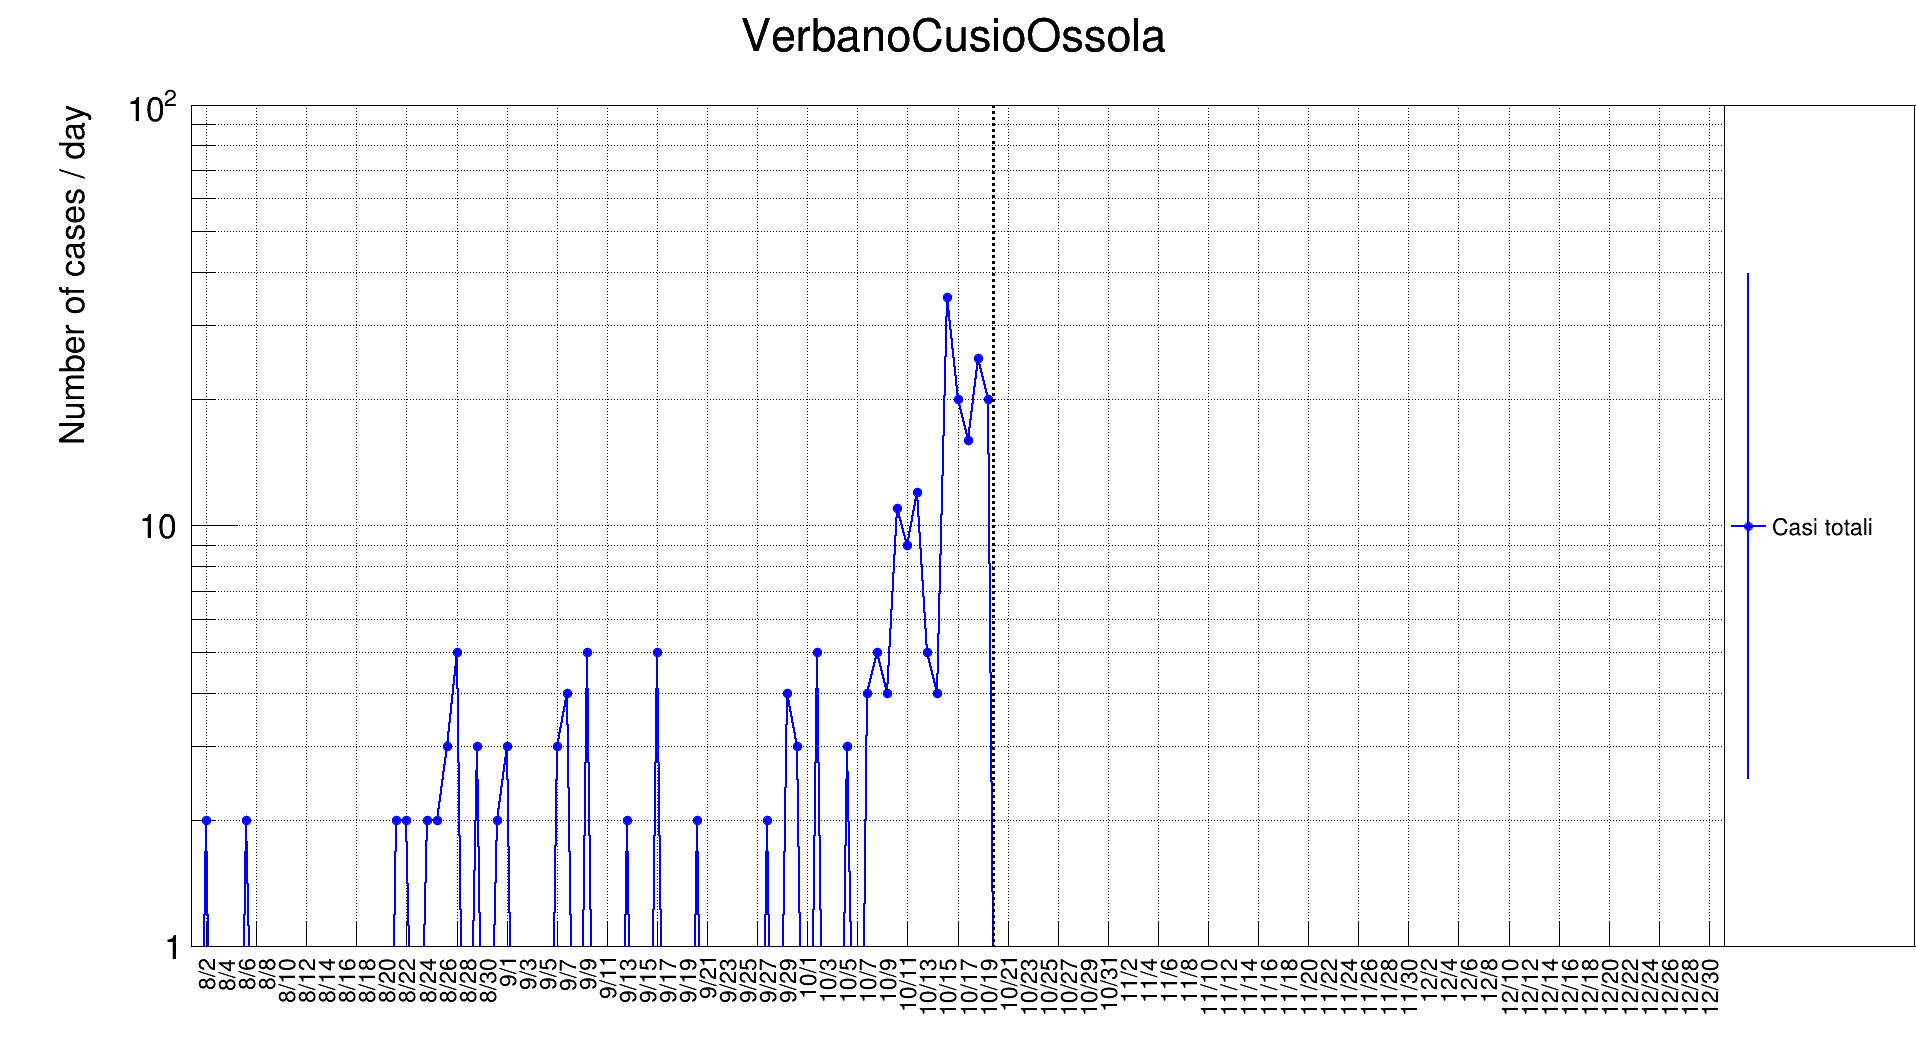 VerbanoCusioOssola
Number of cases / day
10²
10
1
Casi totali
8/2 8/4 8/6 8/8 8/10 8/12 8/14 8/16 8/18 8/20 8/22 8/24 8/26 8/28 8/30 9/1 9/3 9/5 9/7 9/9 9/11 9/13 9/15 9/17 9/19 9/21 9/23 9/25 9/27 9/29 10/1 10/3 10/5 10/7 10/9 10/11 10/13 10/15 10/17 10/19 10/21 10/23 10/25 10/27 10/29 10/31 11/2 11/4 11/6 11/8 11/10 11/12 11/14 11/16 11/18 11/20 11/22 11/24 11/26 11/28 11/30 12/2 12/4 12/6 12/8 12/10 12/12 12/14 12/16 12/18 12/20 12/22 12/24 12/26 12/28 12/30